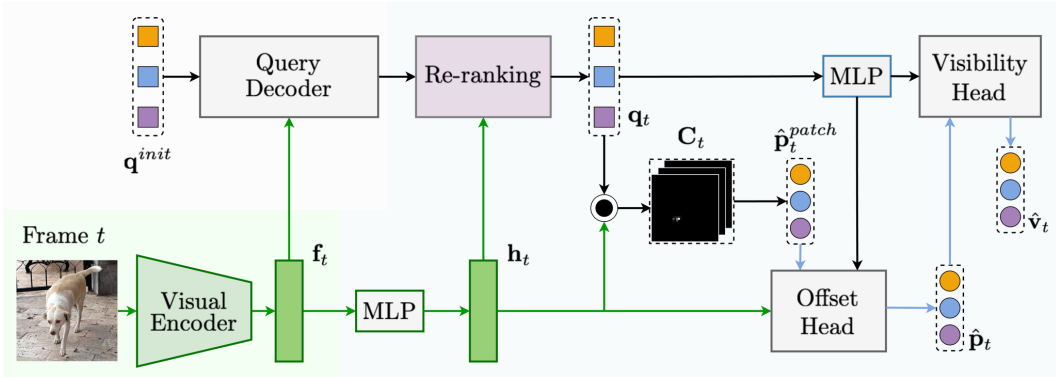 Query
Decoder
Re-ranking
MLP
Visibility
Head
q^{init}
q_t
C_t
p̂_t^{patch}
v̂_t
Frame t
f_t
h_t
Visual
Encoder
MLP
Offset
Head
p̂_t